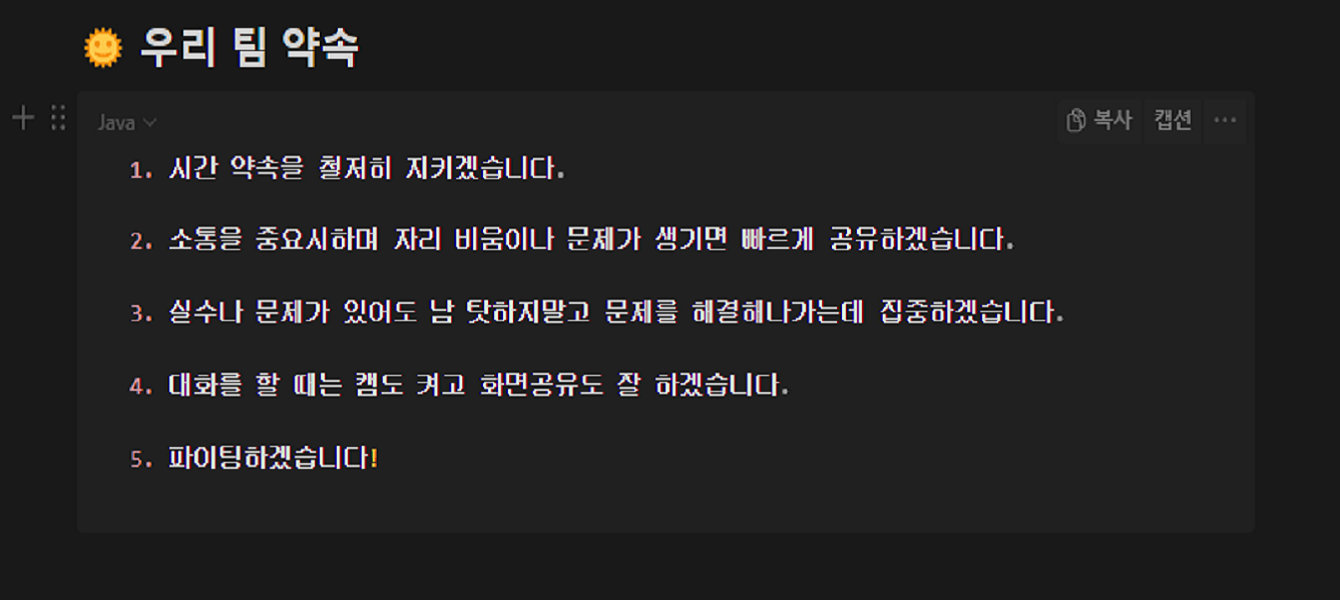 🌞 우리 팀 약속
Java
복사 캡션 ···
1. 시간 약속을 철저히 지키겠습니다.
2. 소통을 중요시하며 자리 비움이나 문제가 생기면 빠르게 공유하겠습니다.
3. 실수나 문제가 있어도 남 탓하지말고 문제를 해결해나가는데 집중하겠습니다.
4. 대화를 할 때는 캠도 켜고 화면공유도 잘 하겠습니다.
5. 파이팅하겠습니다!